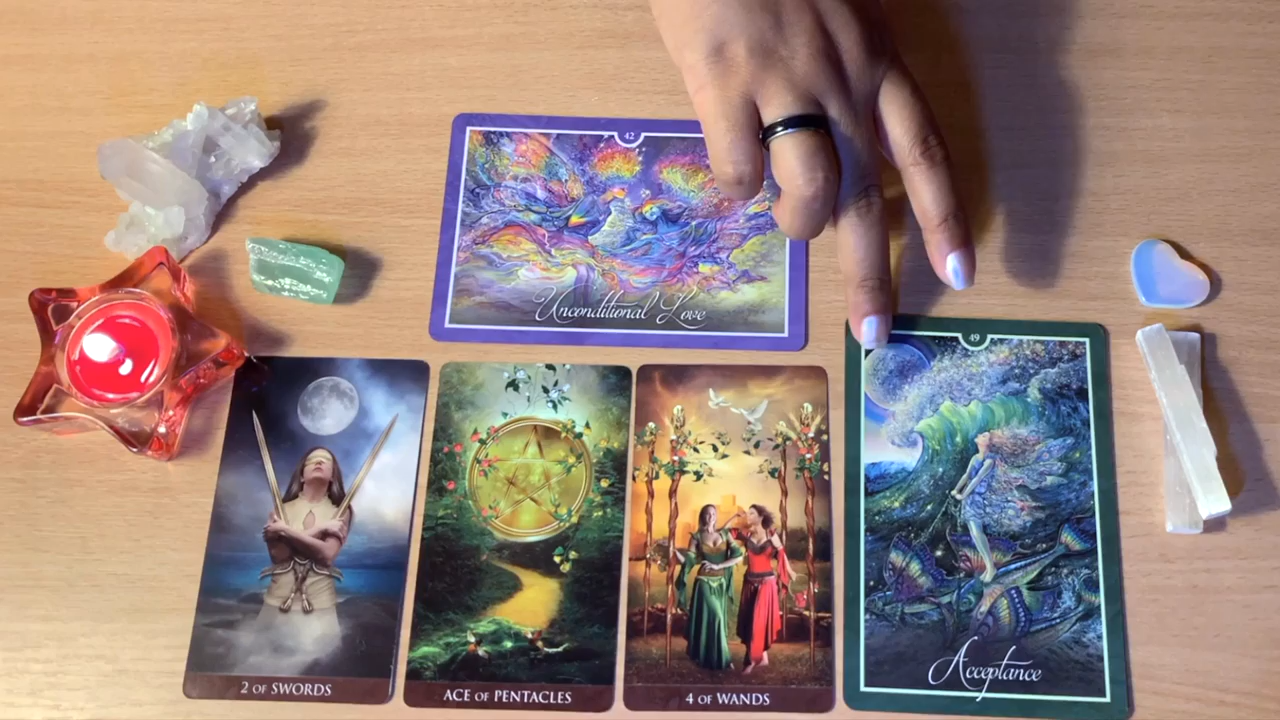 42
Unconditional Love
49
Acceptance
2 OF SWORDS
ACE OF PENTACLES
4 OF WANDS